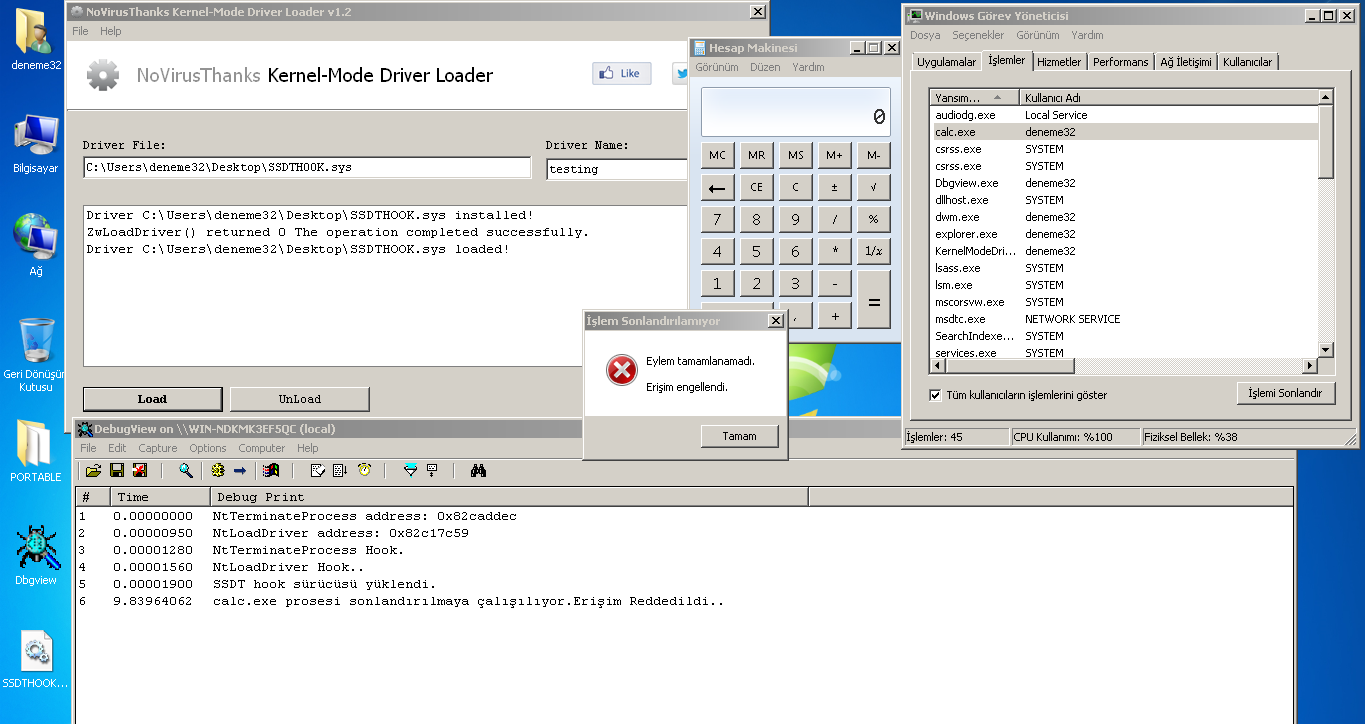 deneme32
Bilgisayar
Ağ
Geri Dönüşür
Kutusu
PORTABLE
Dbgview
SSDTHOOK...
NoVirusThanks Kernel-Mode Driver Loader v1.2
File Help
NoVirusThanks Kernel-Mode Driver Loader
Like
Driver File:
Driver Name:
C:\Users\deneme32\Desktop\SSDTHOOK.sys
testing
Driver C:\Users\deneme32\Desktop\SSDTHOOK.sys installed!
ZwLoadDriver() returned 0 The operation completed successfully.
Driver C:\Users\deneme32\Desktop\SSDTHOOK.sys loaded!
Load
UnLoad
Hesap Makinesi
Görünüm Düzen Yardım
0
MC MR MS M+ M-
← CE C ± √
7 8 9 / %
4 5 6 * 1/x
1 2 3 - =
, +
İşlem Sonlandırılamıyor
Eylem tamamlanamadı.
Erişim engellendi.
Tamam
Windows Görev Yöneticisi
Dosya Seçenekler Görünüm Yardım
Uygulamalar İşlemler Hizmetler Performans Ağ İletişimi Kullanıcılar
Yansım... Kullanıcı Adı
audiodg.exe Local Service
calc.exe deneme32
csrss.exe SYSTEM
csrss.exe SYSTEM
Dbgview.exe deneme32
dllhost.exe SYSTEM
dwm.exe deneme32
explorer.exe deneme32
KernelModeDri... deneme32
lsass.exe SYSTEM
lsm.exe SYSTEM
mscorsvw.exe SYSTEM
msdtc.exe NETWORK SERVICE
SearchIndexe... SYSTEM
services.exe SYSTEM
Tüm kullanıcıların işlemlerini göster
İşlemi Sonlandır
İşlemler: 45 CPU Kullanımı: %100 Fiziksel Bellek: %38
DebugView on \\WIN-NDKMK3EF5QC (local)
File Edit Capture Options Computer Help
# Time Debug Print
1 0.00000000 NtTerminateProcess address: 0x82caddec
2 0.00000950 NtLoadDriver address: 0x82c17c59
3 0.00001280 NtTerminateProcess Hook.
4 0.00001560 NtLoadDriver Hook..
5 0.00001900 SSDT hook sürücüsü yüklendi.
6 9.83964062 calc.exe prosesi sonlandırılmaya çalışılıyor.Erişim Reddedildi..